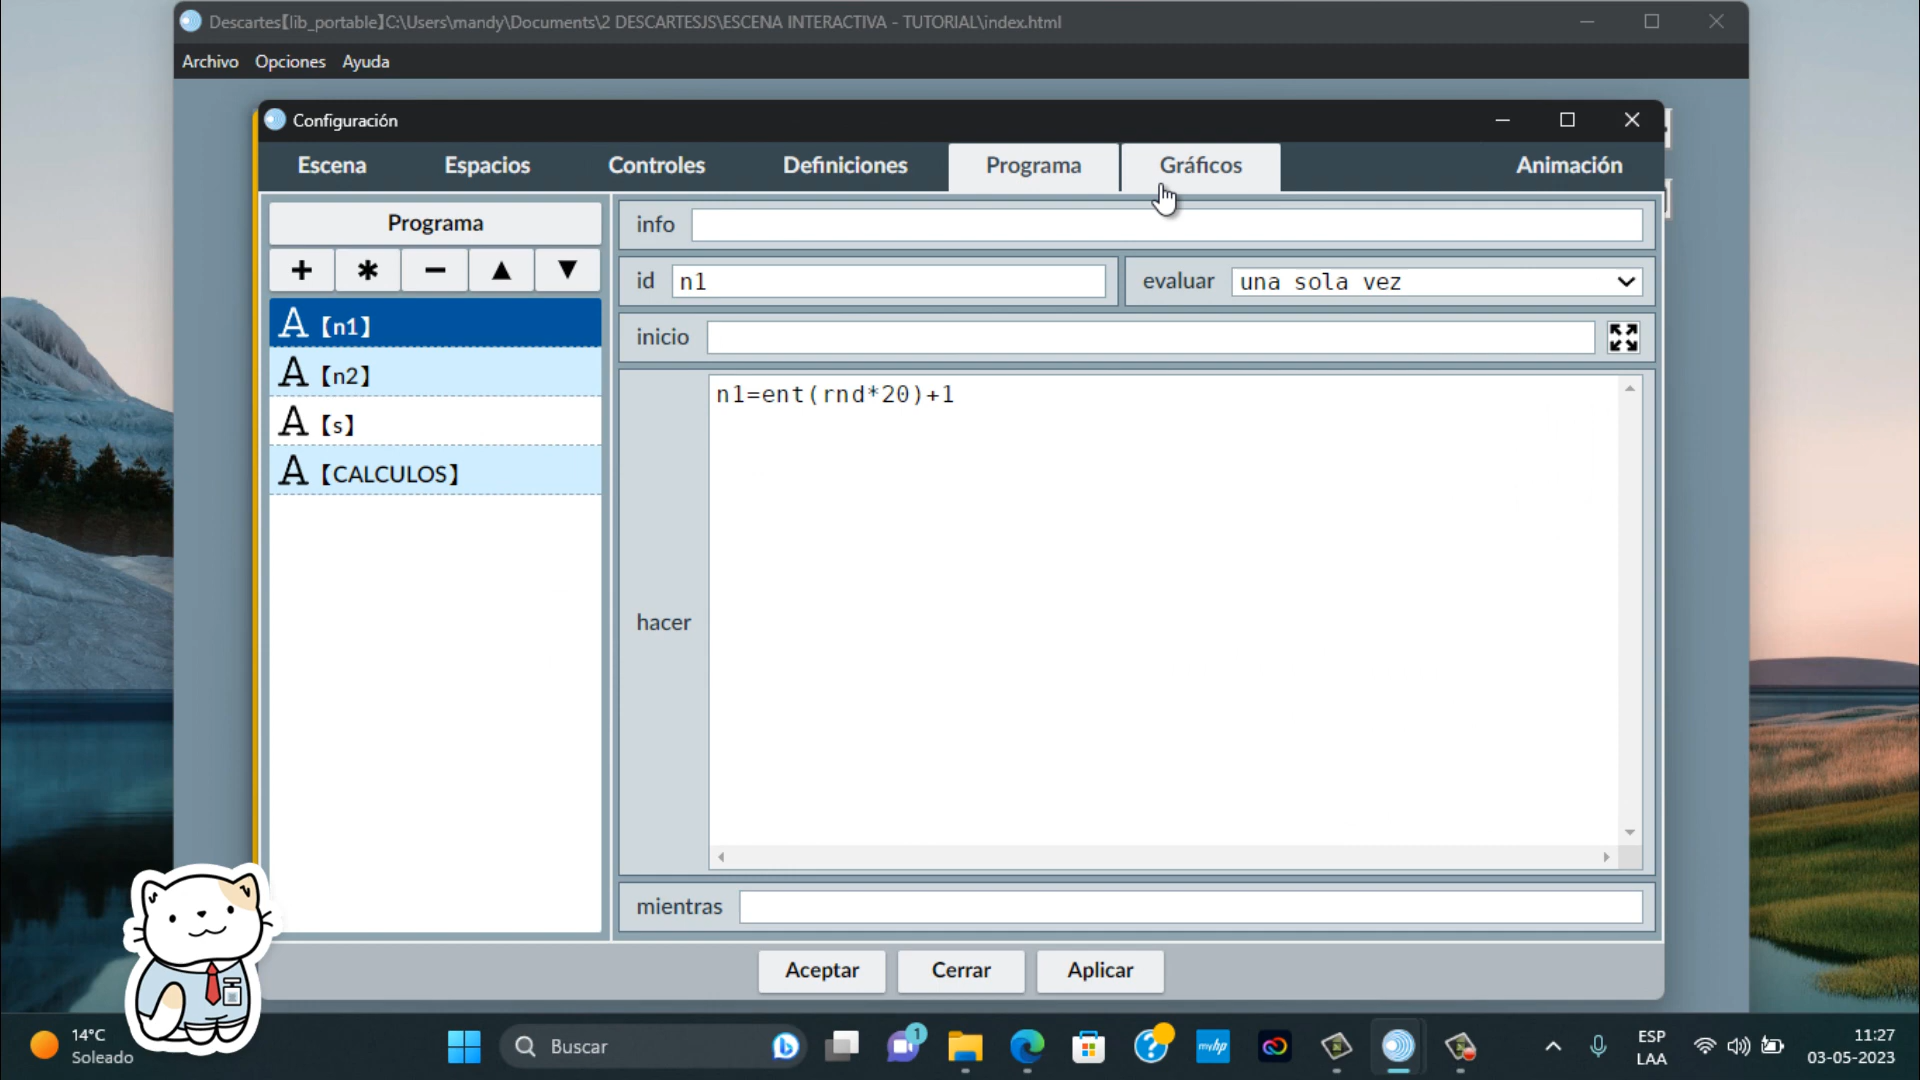 Descartes【lib_portable】C:\Users\mandy\Documents\2 DESCARTESJS\ESCENA INTERACTIVA - TUTORIAL\index.html
Archivo Opciones Ayuda
Configuración
Escena Espacios Controles Definiciones Programa Gráficos Animación
Programa
+ * − ▲ ▼
A【n1】
A【n2】
A【s】
A【CALCULOS】
info
id n1 evaluar una sola vez
inicio
n1=ent(rnd*20)+1
hacer
mientras
Aceptar Cerrar Aplicar
14°C
Soleado
Buscar
1
myhp
ESP
LAA
11:27
03-05-2023